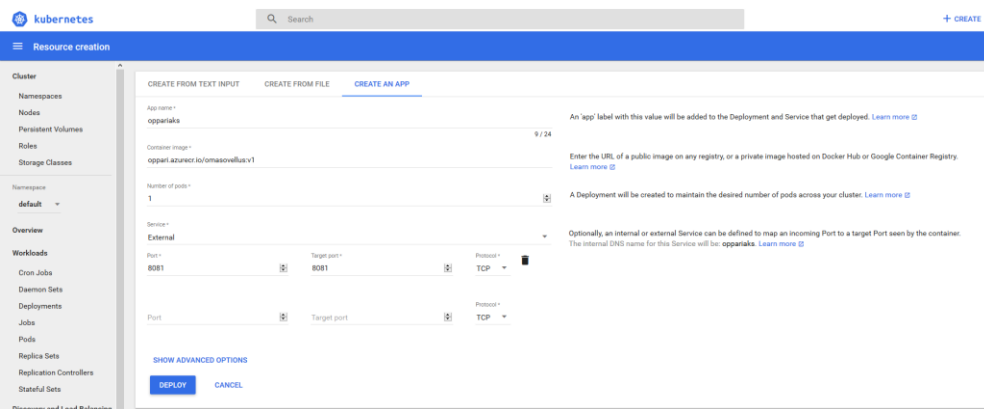 kubernetes
Search
+ CREATE
Resource creation
Cluster
Namespaces
Nodes
Persistent Volumes
Roles
Storage Classes
Namespace
default
Overview
Workloads
Cron Jobs
Daemon Sets
Deployments
Jobs
Pods
Replica Sets
Replication Controllers
Stateful Sets
Discovery and Load Balancing
CREATE FROM TEXT INPUT
CREATE FROM FILE
CREATE AN APP
App name *
oppariaks
9 / 24
An 'app' label with this value will be added to the Deployment and Service that get deployed. Learn more
Container image *
oppari.azurecr.io/omasovellus:v1
Enter the URL of a public image on any registry, or a private image hosted on Docker Hub or Google Container Registry.
Learn more
Number of pods *
1
A Deployment will be created to maintain the desired number of pods across your cluster. Learn more
Service *
External
Optionally, an internal or external Service can be defined to map an incoming Port to a target Port seen by the container.
The internal DNS name for this Service will be: oppariaks. Learn more
Port * Target port * Protocol *
8081 8081 TCP
Protocol *
Port Target port TCP
SHOW ADVANCED OPTIONS
DEPLOY CANCEL